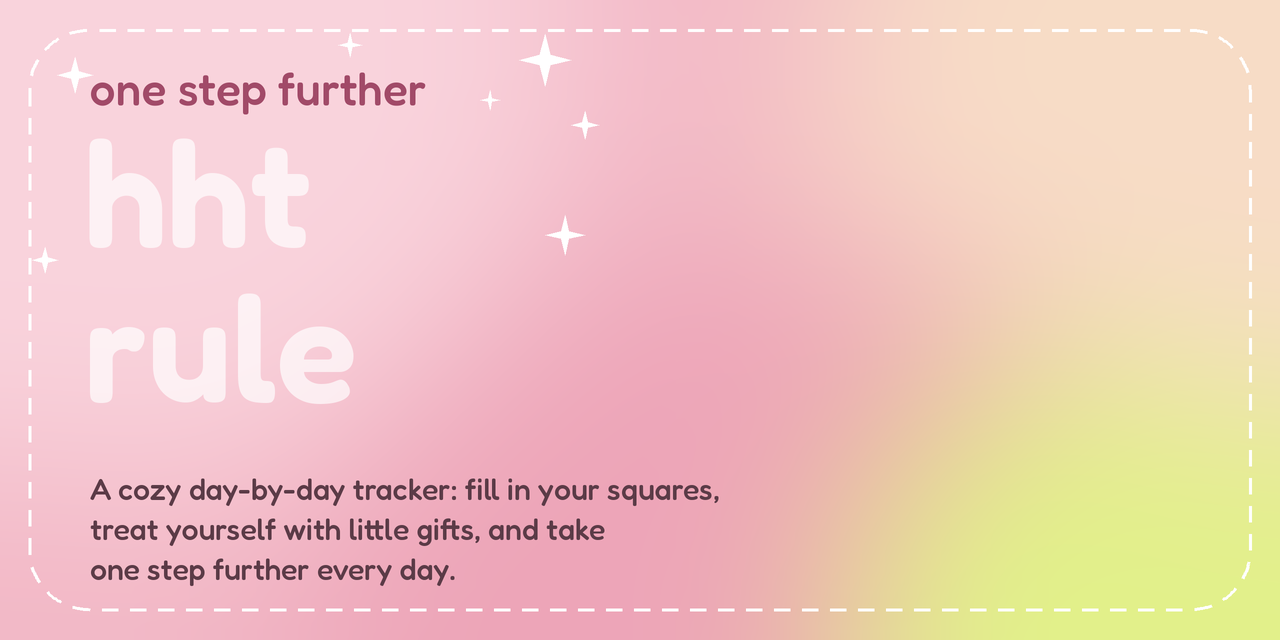 one step further
hht
rule
A cozy day-by-day tracker: fill in your squares,
treat yourself with little gifts, and take
one step further every day.